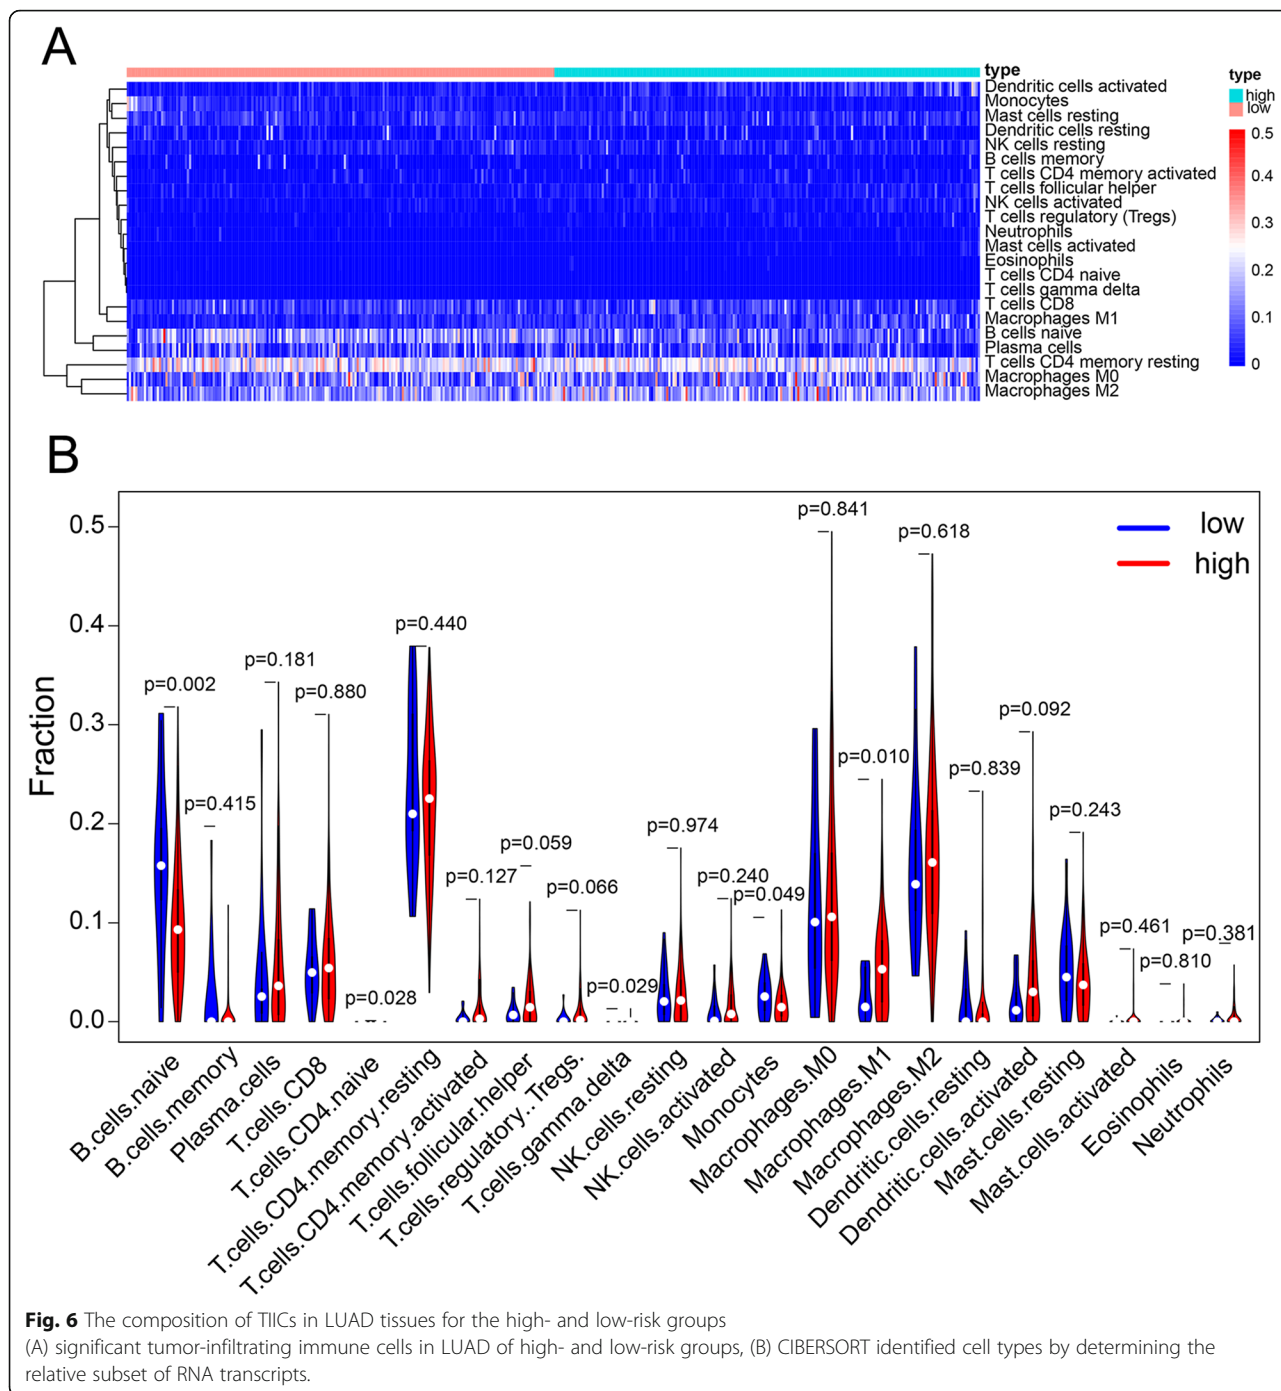 A
type
Dendritic cells activated
Monocytes
Mast cells resting
Dendritic cells resting
NK cells resting
B cells memory
T cells CD4 memory activated
T cells follicular helper
NK cells activated
T cells regulatory (Tregs)
Neutrophils
Mast cells activated
Eosinophils
T cells CD4 naive
T cells gamma delta
T cells CD8
Macrophages M1
B cells naive
Plasma cells
T cells CD4 memory resting
Macrophages M0
Macrophages M2
type
high
low
0.5
0.4
0.3
0.2
0.1
0
B
Fraction
0.5
0.4
0.3
0.2
0.1
0.0
low
high
p=0.002
p=0.415
p=0.181
p=0.880
p=0.028
p=0.440
p=0.127
p=0.059
p=0.066
p=0.029
p=0.974
p=0.240
p=0.049
p=0.841
p=0.010
p=0.618
p=0.839
p=0.092
p=0.243
p=0.461
p=0.810
p=0.381
B.cells.naive
B.cells.memory
Plasma.cells
T.cells.CD8
T.cells.CD4.naive
T.cells.CD4.memory.resting
T.cells.CD4.memory.activated
T.cells.follicular.helper
T.cells.regulatory..Tregs.
T.cells.gamma.delta
NK.cells.resting
NK.cells.activated
Monocytes
Macrophages.M0
Macrophages.M1
Macrophages.M2
Dendritic.cells.resting
Dendritic.cells.activated
Mast.cells.resting
Mast.cells.activated
Eosinophils
Neutrophils
Fig. 6 The composition of TIICs in LUAD tissues for the high- and low-risk groups
(A) significant tumor-infiltrating immune cells in LUAD of high- and low-risk groups, (B) CIBERSORT identified cell types by determining the
relative subset of RNA transcripts.